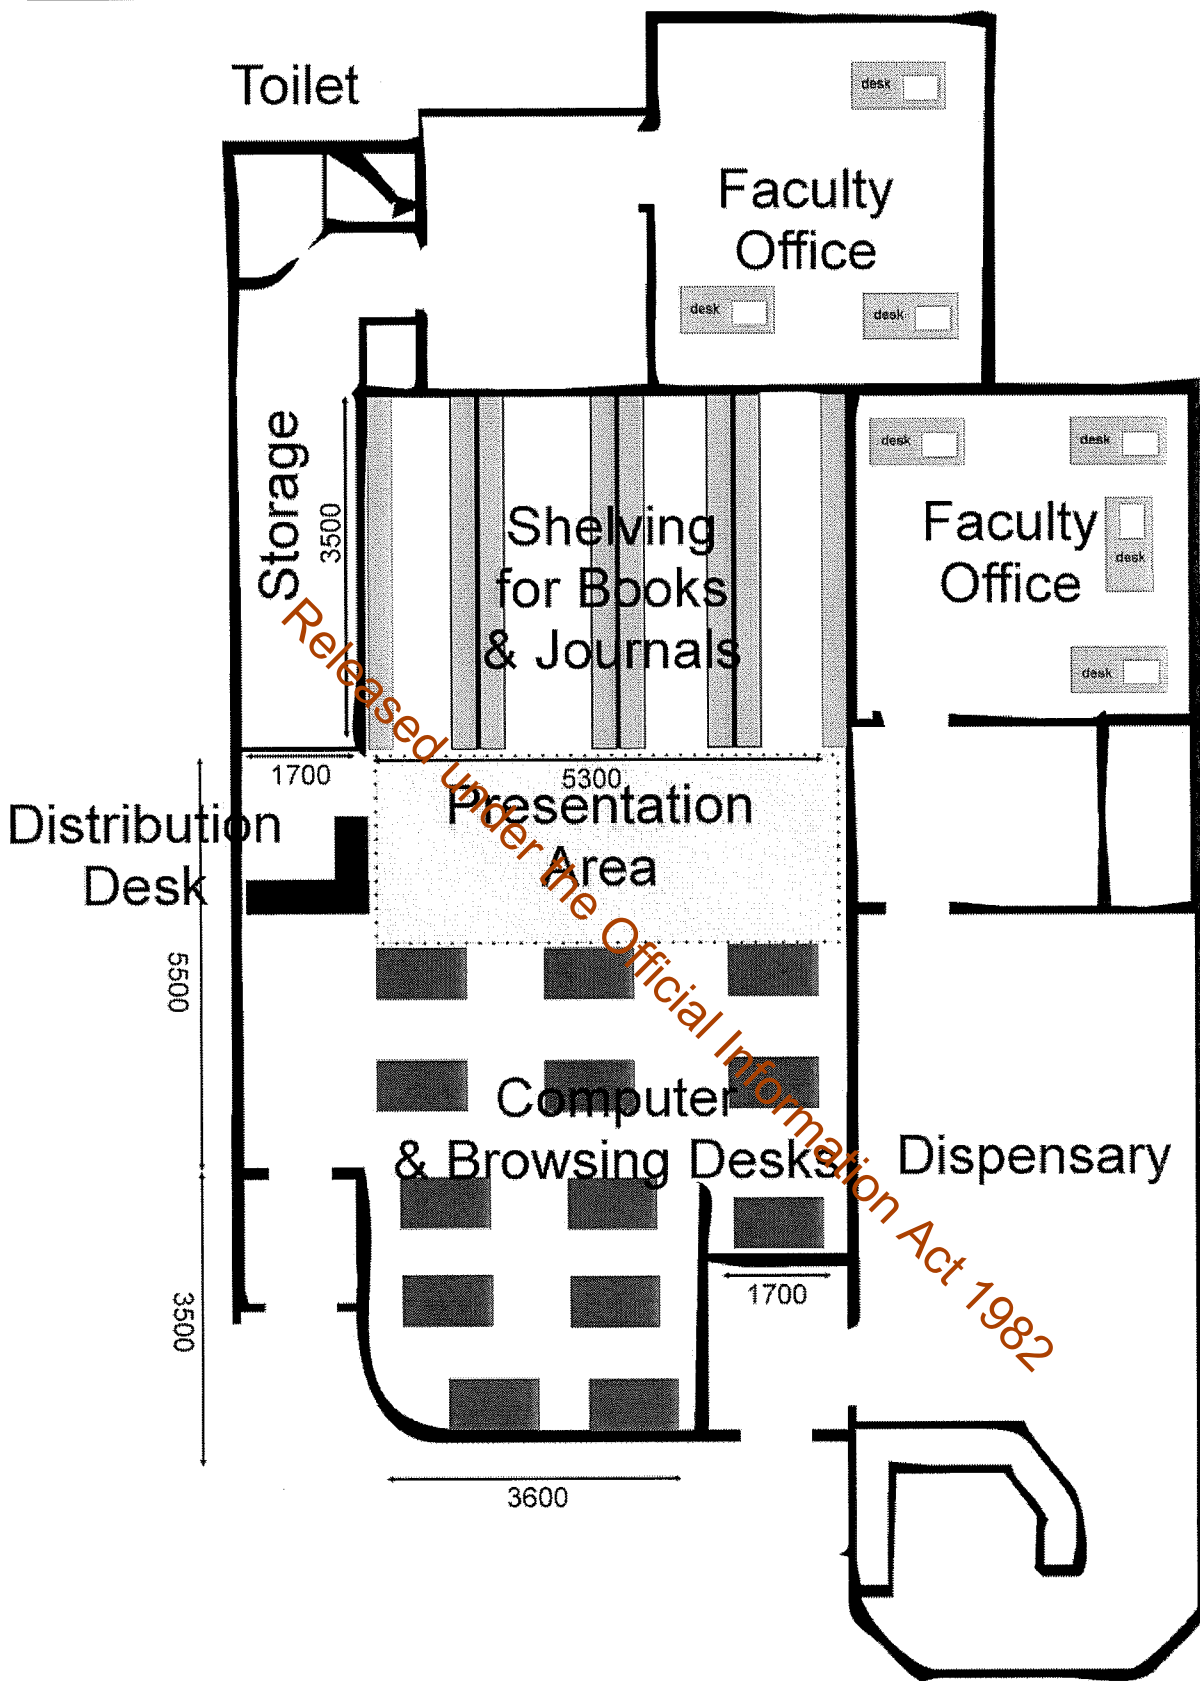 Toilet
desk
Faculty
Office
desk
desk
Storage
3500
Shelving
for Books
& Journals
desk
desk
Faculty
Office
desk
desk
1700
5300
Distribution
Desk
Presentation
Area
5500
Computer
& Browsing Desks
Dispensary
1700
3500
3600
Released under the Official Information Act 1982